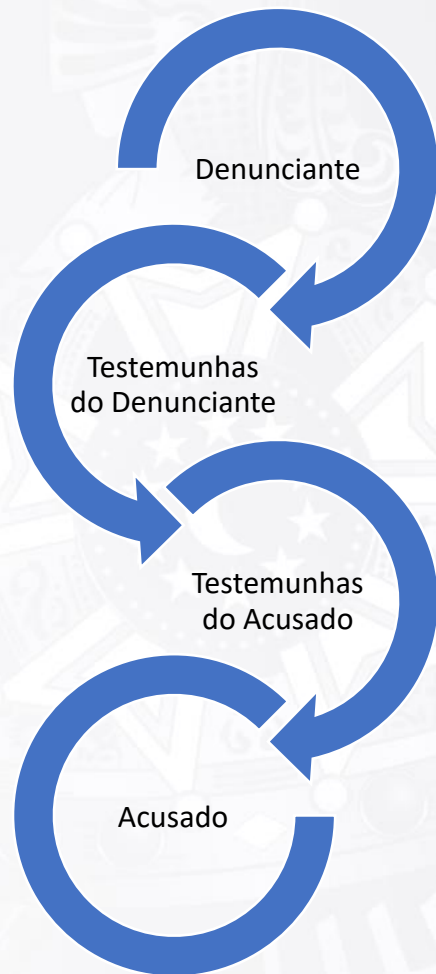 Denunciante
Testemunhas
do Denunciante
Testemunhas
do Acusado
Acusado